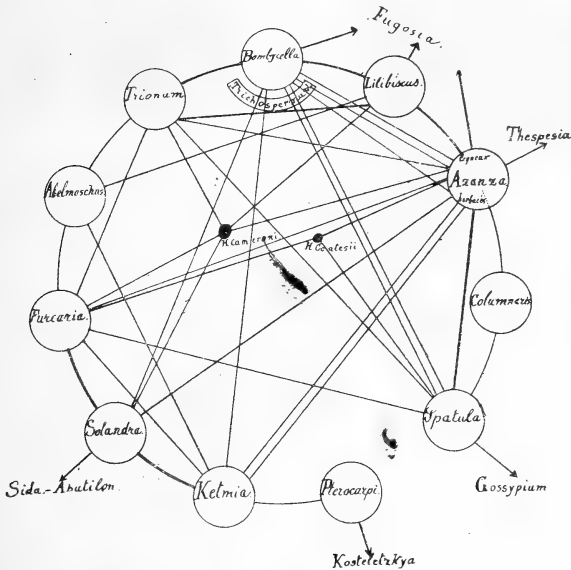 Fugosia.
Bombycella
Lilibiscus.
Trionum
Trichospermum
Thespesia
Azanza
Abelmoschus.
H. Cameroni
H. Coatesii
Columnaris
Furcaria.
Solandra.
Spatula
Sida-Abutilon.
Ketmia
Pterocarpi.
Gossypium
Kosteletzkya